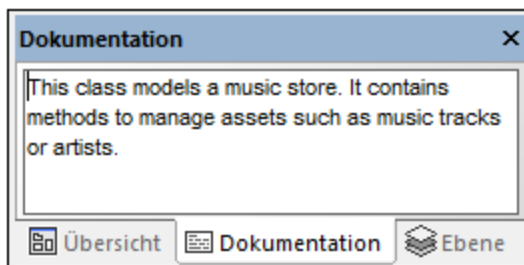 Dokumentation
This class models a music store. It contains
methods to manage assets such as music tracks
or artists.
Übersicht Dokumentation Ebene